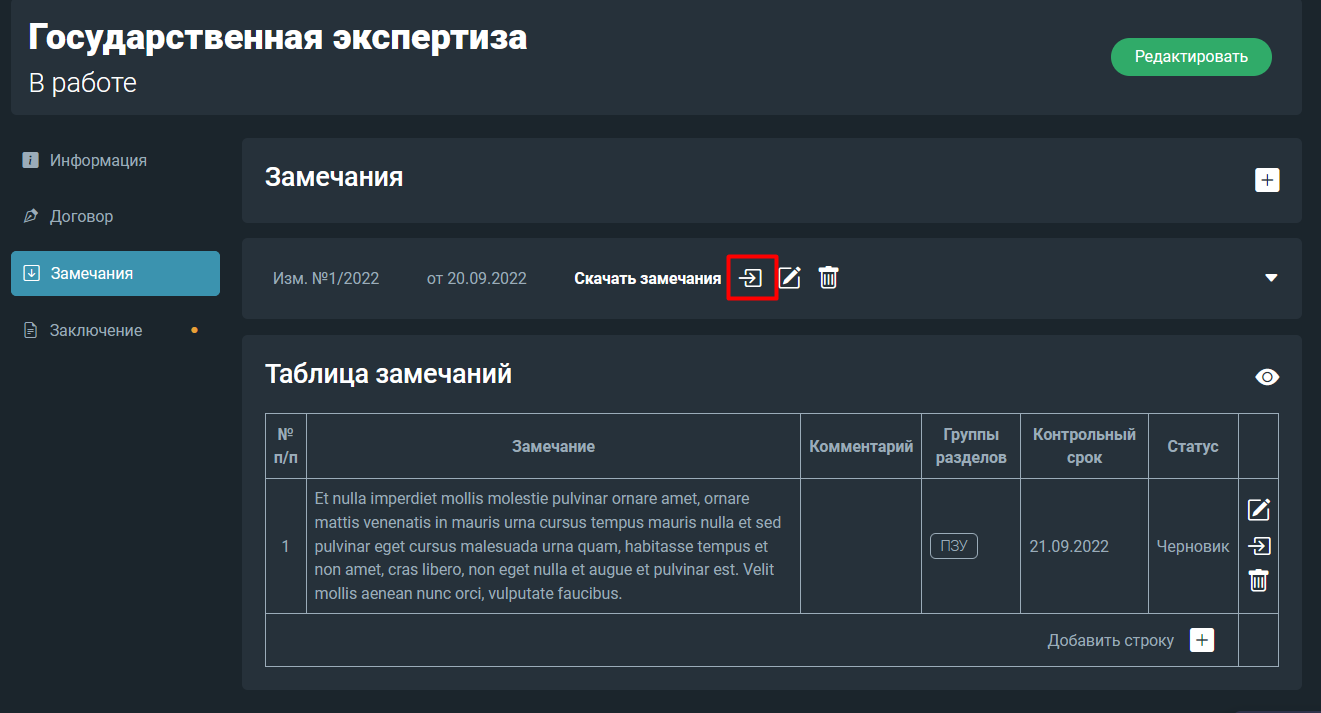 Государственная экспертиза
В работе
Редактировать
Информация
Договор
Замечания
Заключение
Замечания
Изм. №1/2022 от 20.09.2022 Скачать замечания
Таблица замечаний
№ п/п Замечание Комментарий Группы разделов Контрольный срок Статус
Et nulla imperdiet mollis molestie pulvinar ornare amet, ornare
mattis venenatis in mauris urna cursus tempus mauris nulla et sed
1 pulvinar eget cursus malesuada urna quam, habitasse tempus et ПЗУ 21.09.2022 Черновик
non amet, cras libero, non eget nulla et augue et pulvinar est. Velit
mollis aenean nunc orci, vulputate faucibus.
Добавить строку